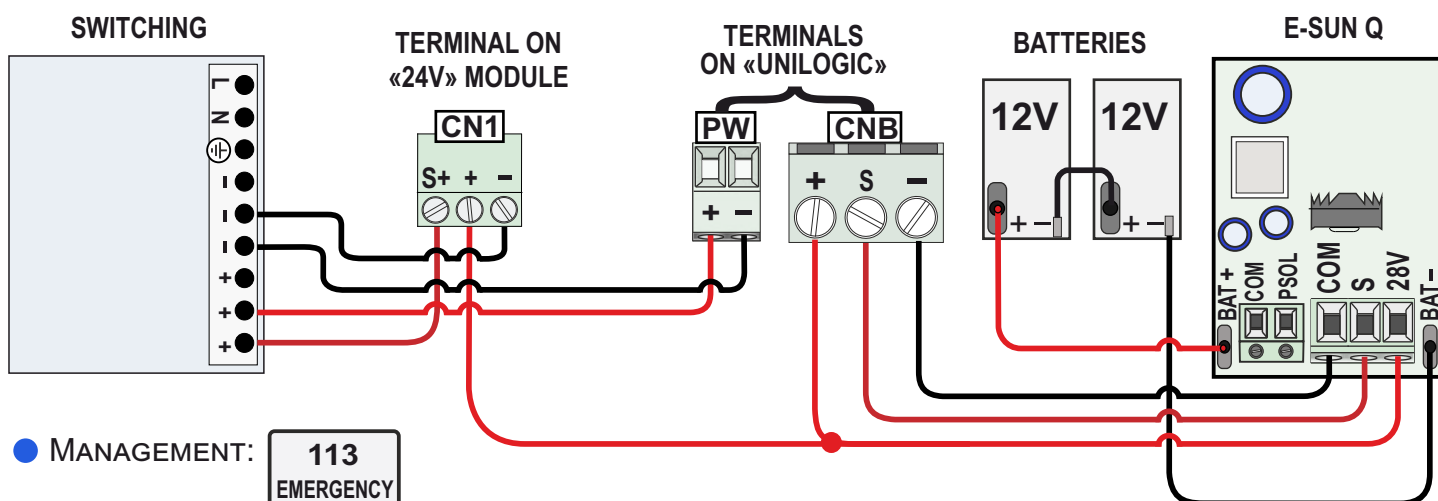 SWITCHING
L
N
–
–
–
+
+
+
TERMINAL ON
«24V» MODULE
CN1
S+ + –
TERMINALS
ON «UNILOGIC»
PW
+ –
CNB
+ S –
BATTERIES
12V
+ –
12V
+ –
E-SUN Q
BAT +
COM
PSOL
COM
S
28V
BAT –
MANAGEMENT:
113
EMERGENCY